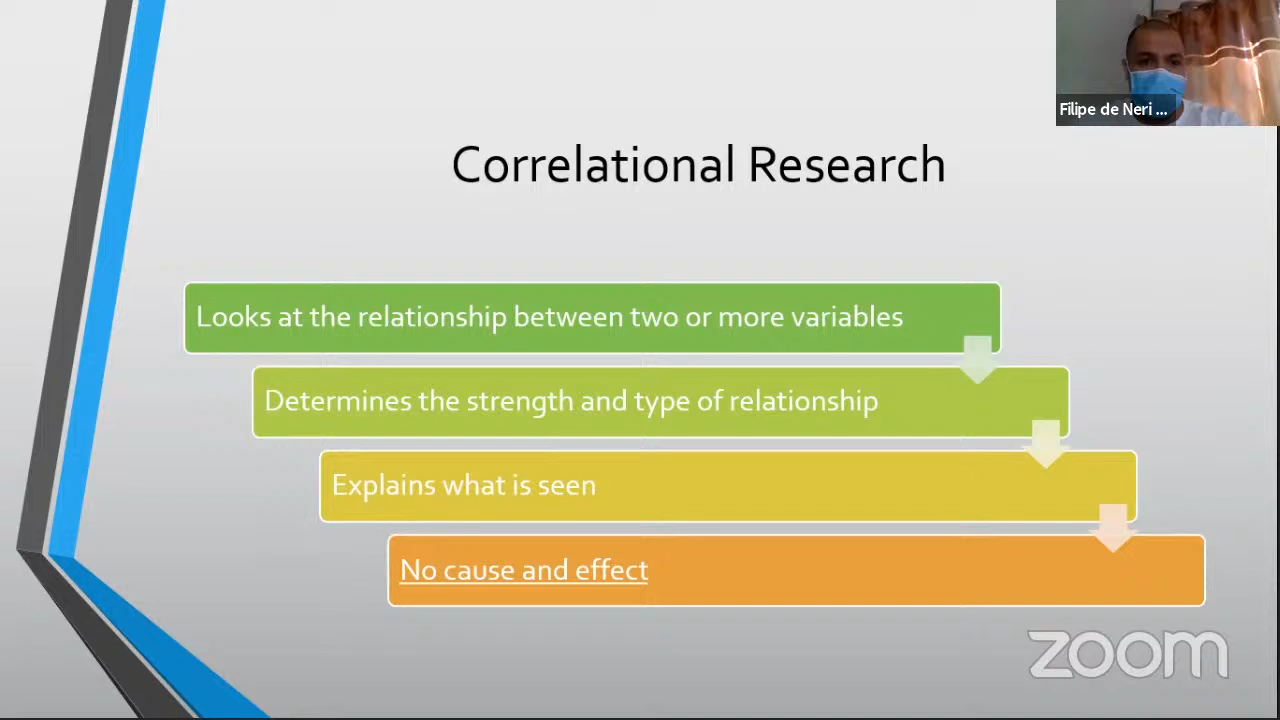 Filipe de Neri ...
Correlational Research
Looks at the relationship between two or more variables
Determines the strength and type of relationship
Explains what is seen
No cause and effect
zoom